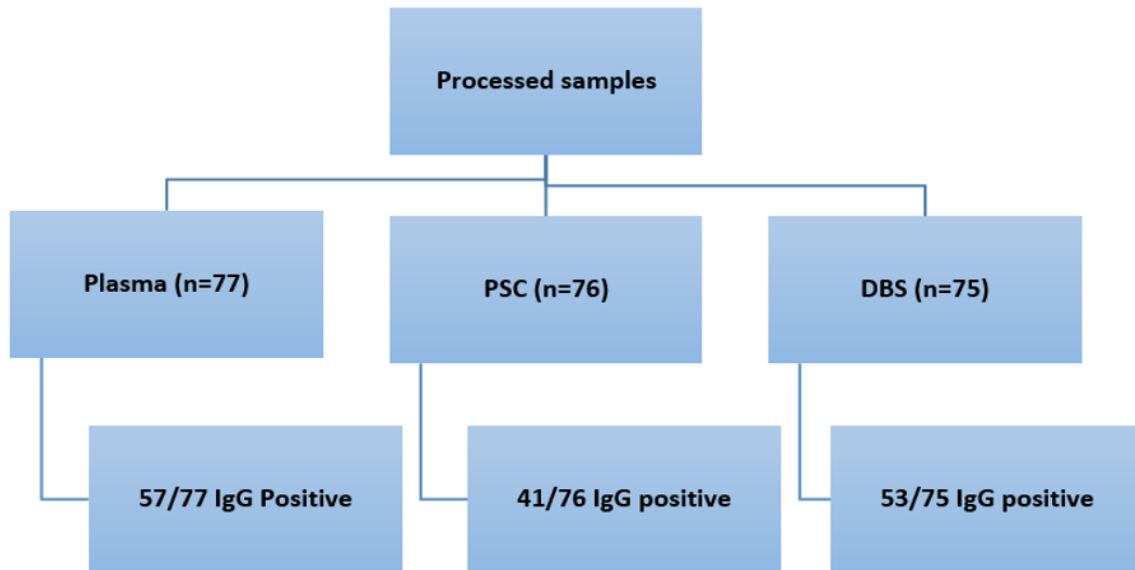 Processed samples
Plasma (n=77)
PSC (n=76)
DBS (n=75)
57/77 IgG Positive
41/76 IgG positive
53/75 IgG positive